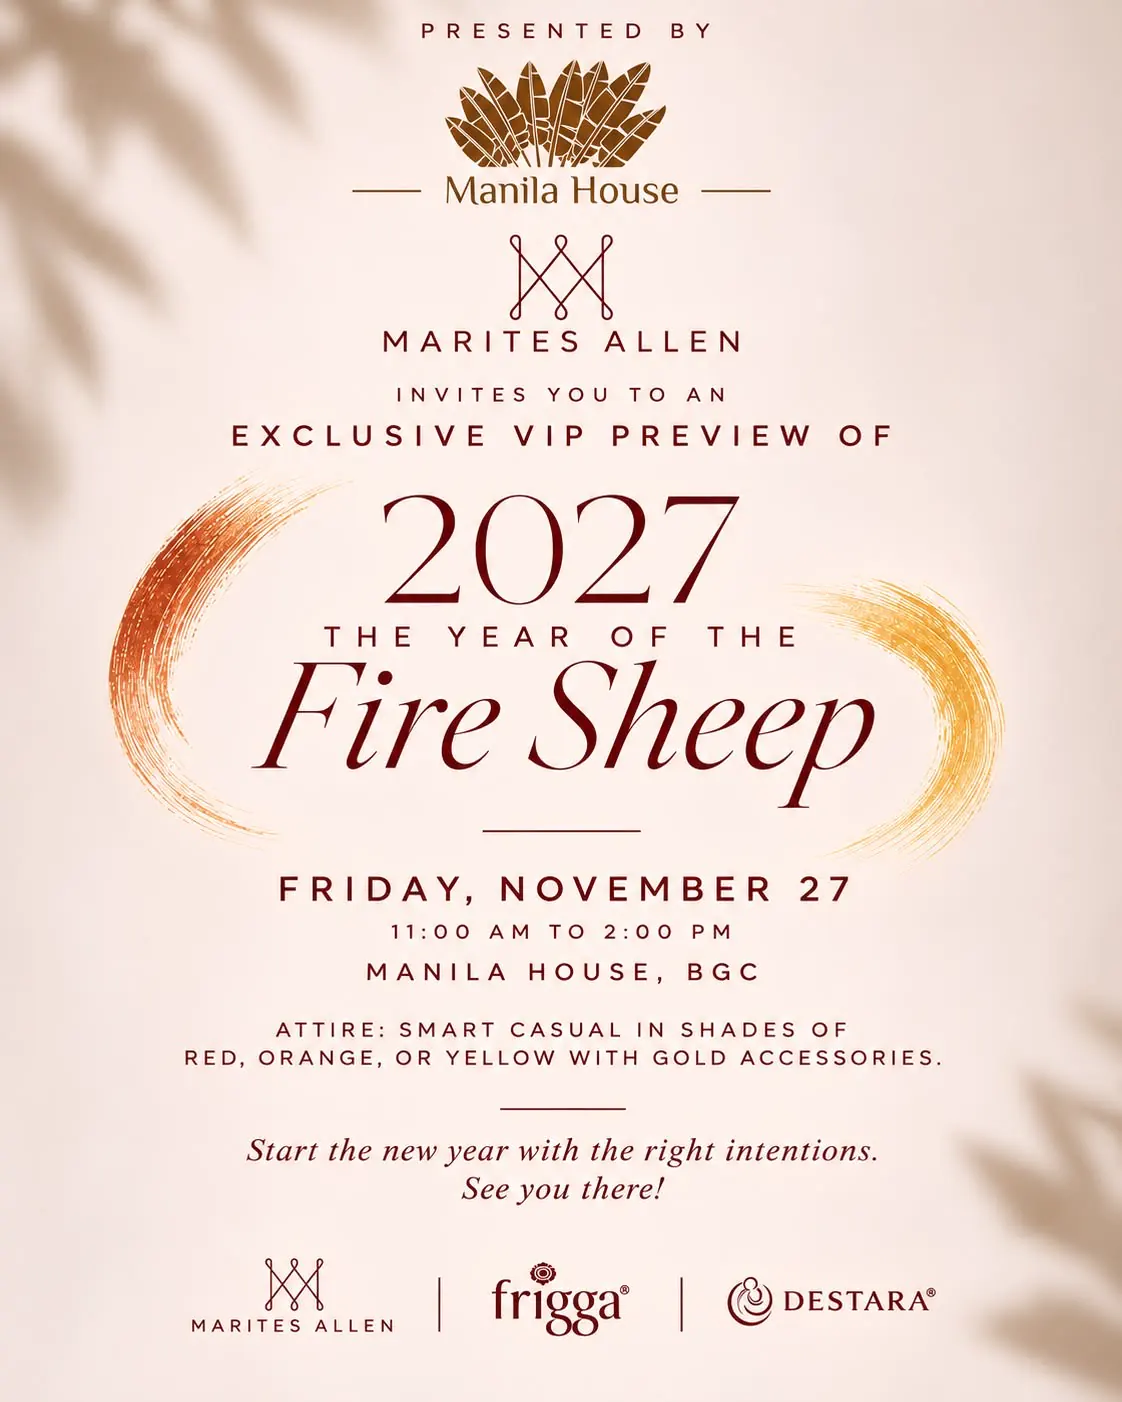 PRESENTED BY
Manila House
MARITES ALLEN
INVITES YOU TO AN
EXCLUSIVE VIP PREVIEW OF
2027
THE YEAR OF THE
Fire Sheep
FRIDAY, NOVEMBER 27
11:00 AM TO 2:00 PM
MANILA HOUSE, BGC
ATTIRE: SMART CASUAL IN SHADES OF
RED, ORANGE, OR YELLOW WITH GOLD ACCESSORIES.
Start the new year with the right intentions.
See you there!
MARITES ALLEN
frigga®
DESTARA®